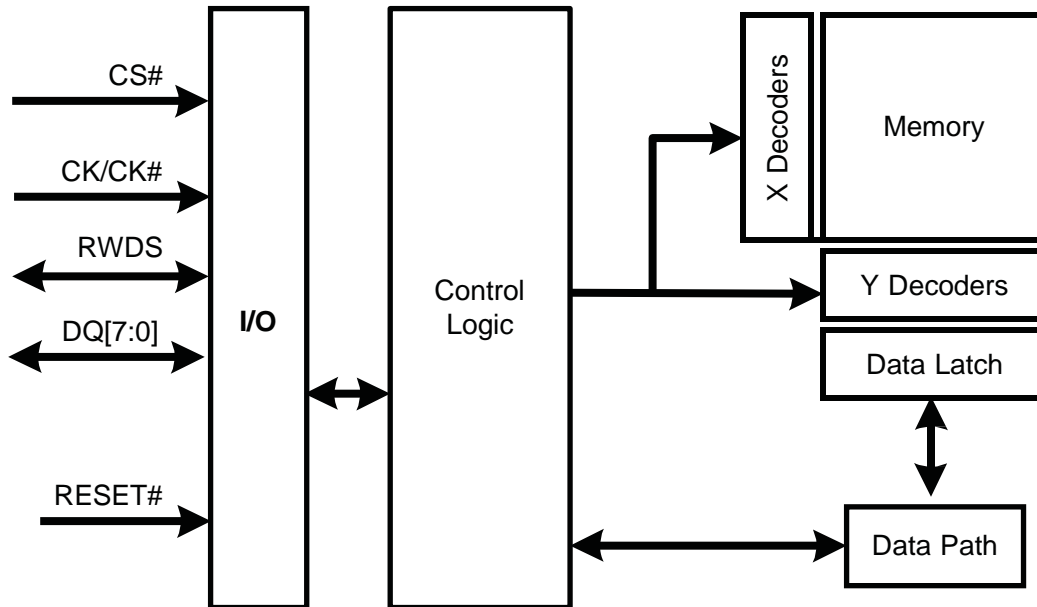 CS#
CK/CK#
RWDS
DQ[7:0]
RESET#
I/O
Control
Logic
X Decoders
Memory
Y Decoders
Data Latch
Data Path